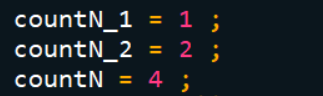 countN_1 = 1 ;
countN_2 = 2 ;
countN = 4 ;